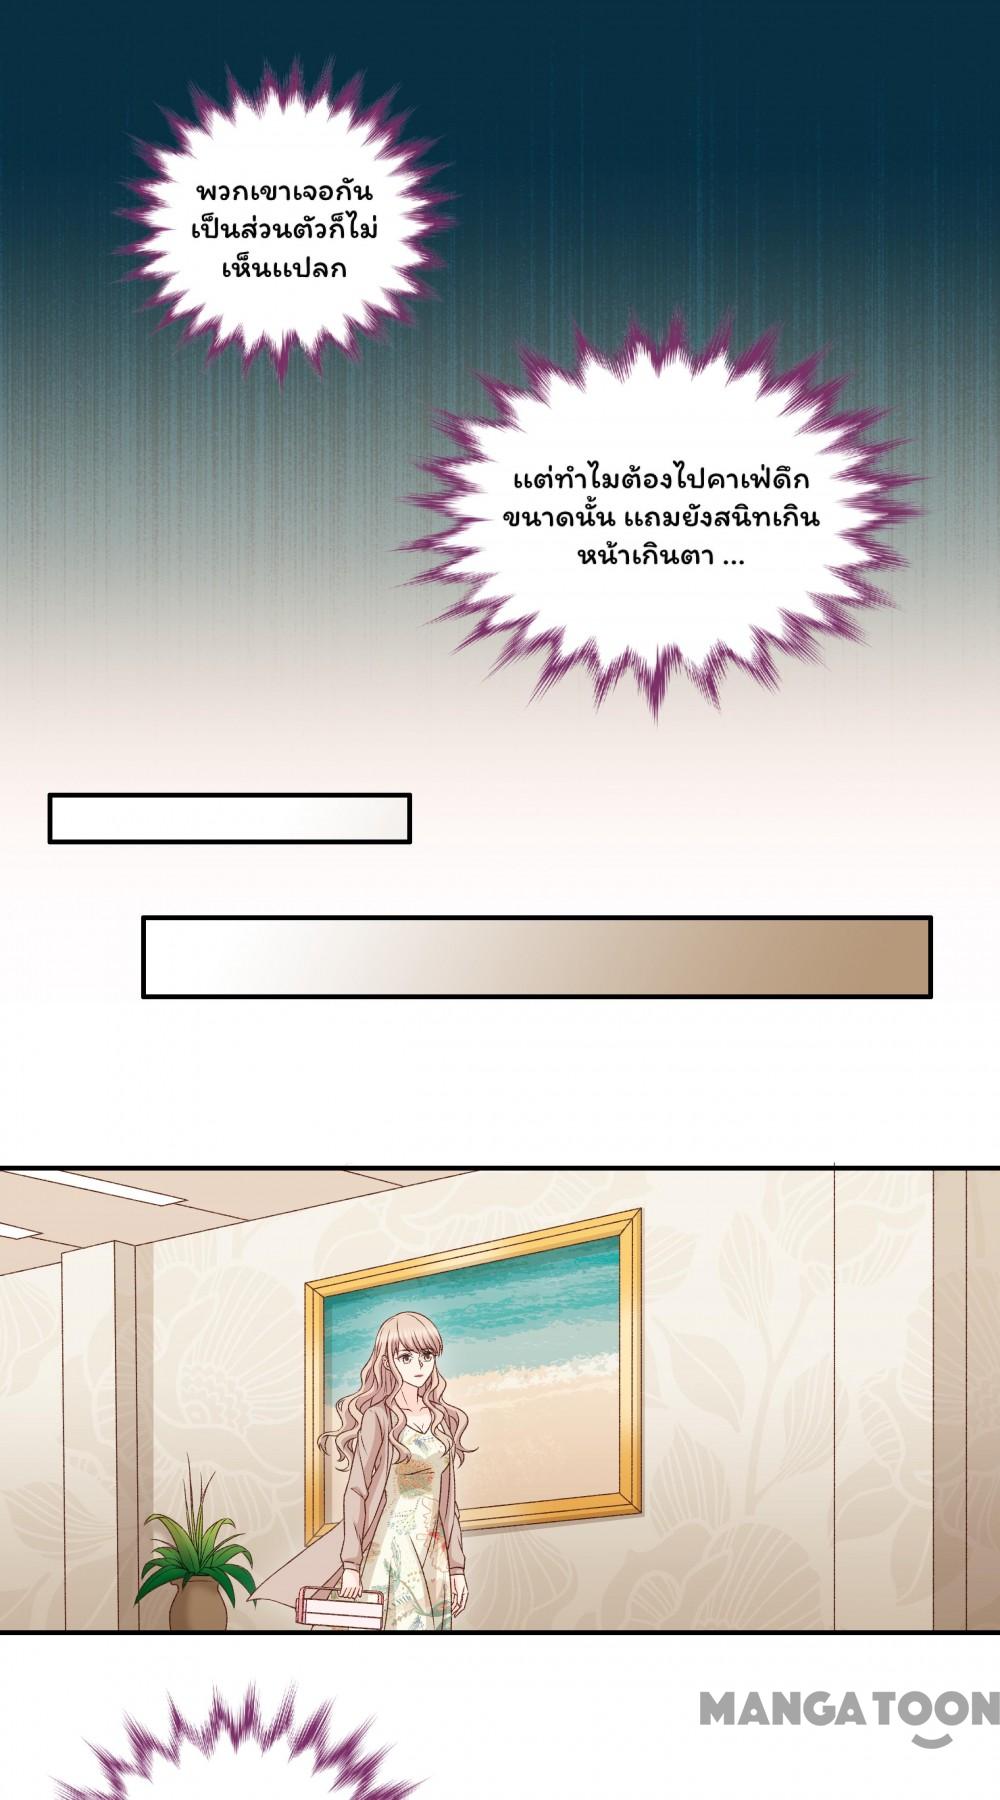 พวกเขาเจอกัน
เป็นส่วนตัวก็ไม่
เห็นแปลก
แต่ทำไมต้องไปคาเฟ่ดึก
ขนาดนั้น แถมยังสนิทเกิน
หน้าเกินตา ...
MANGATOON